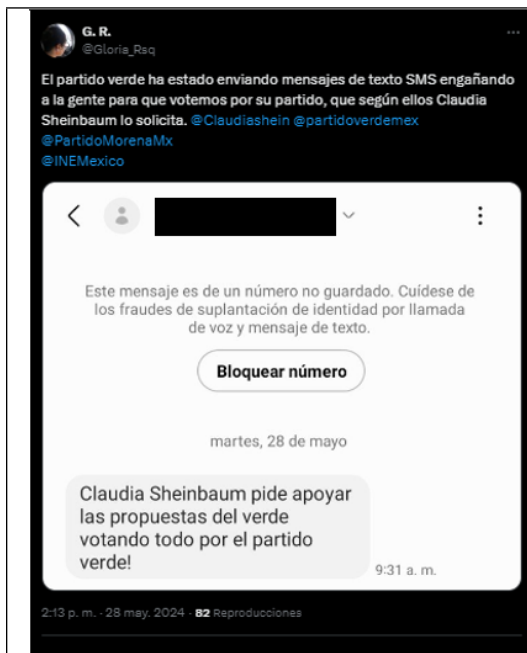 G. R.
@Gloria_Rsq
El partido verde ha estado enviando mensajes de texto SMS engañando
a la gente para que votemos por su partido, que según ellos Claudia
Sheinbaum lo solicita. @Claudiashein @partidoverdemex
@PartidoMorenaMx
@INEMexico
Este mensaje es de un número no guardado. Cuídese de
los fraudes de suplantación de identidad por llamada
de voz y mensaje de texto.
Bloquear número
martes, 28 de mayo
Claudia Sheinbaum pide apoyar
las propuestas del verde
votando todo por el partido
verde!
9:31 a. m.
2:13 p. m. · 28 may. 2024 · 82 Reproducciones